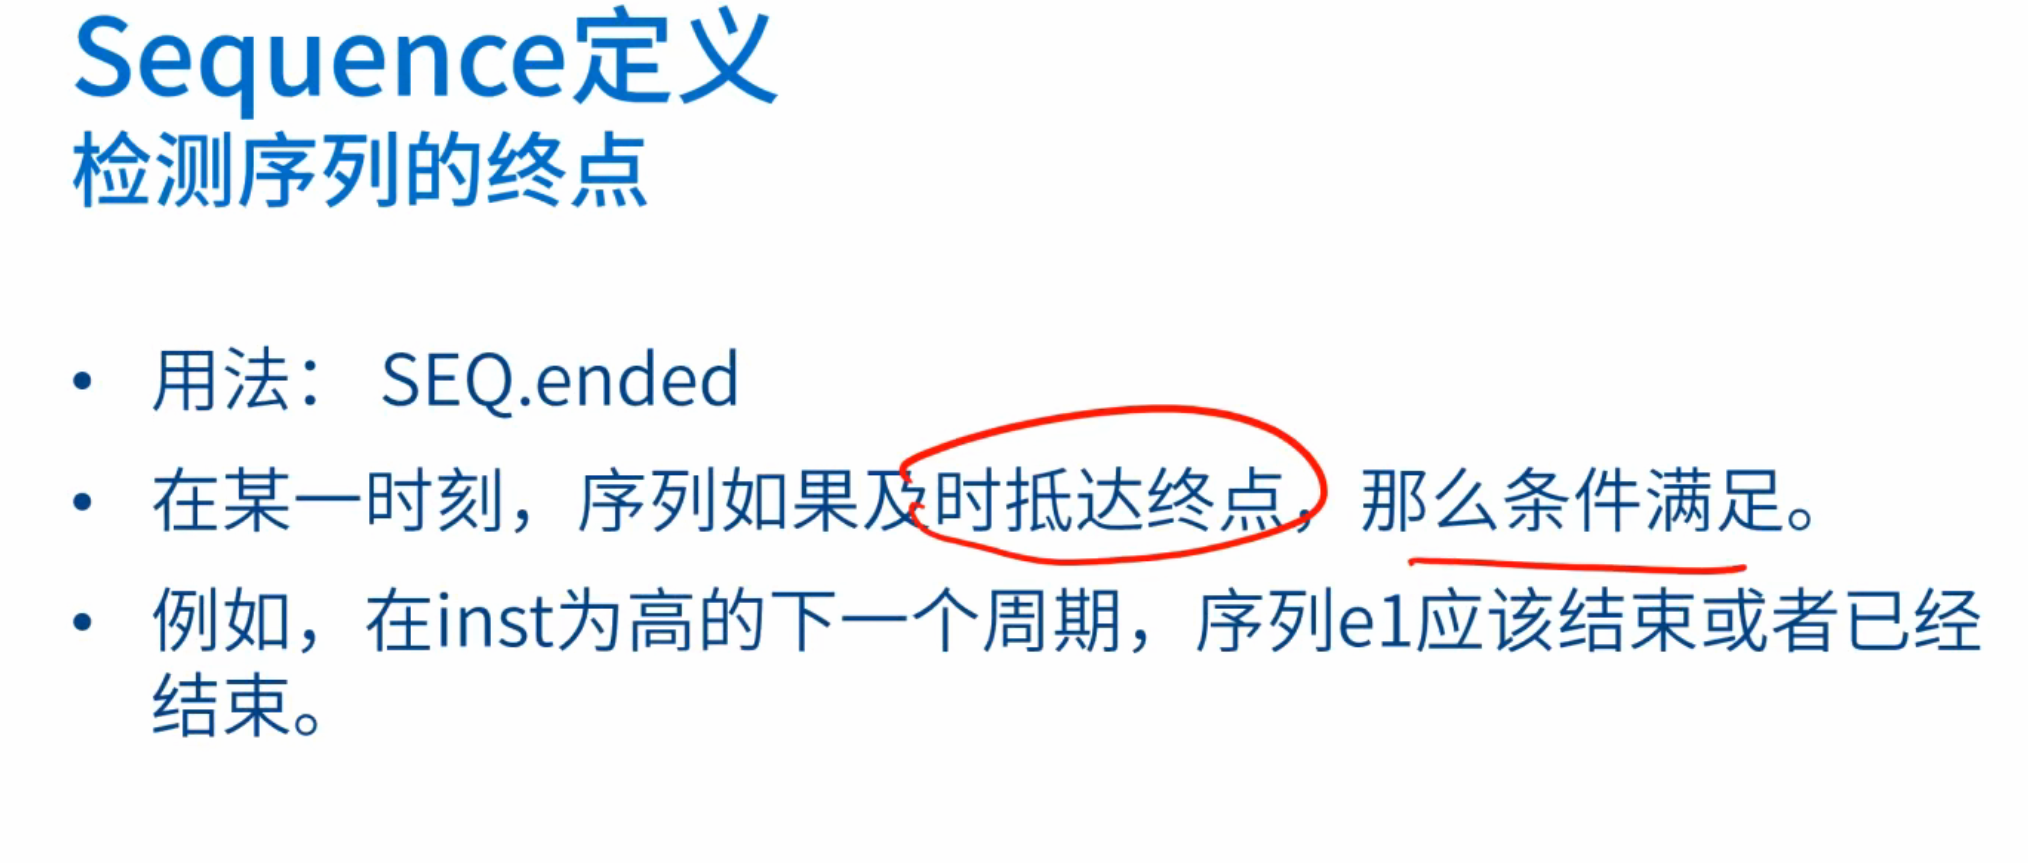 Sequence定义
检测序列的终点
• 用法： SEQ.ended
• 在某一时刻，序列如果及时抵达终点，那么条件满足。
• 例如，在inst为高的下一个周期，序列e1应该结束或者已经
结束。